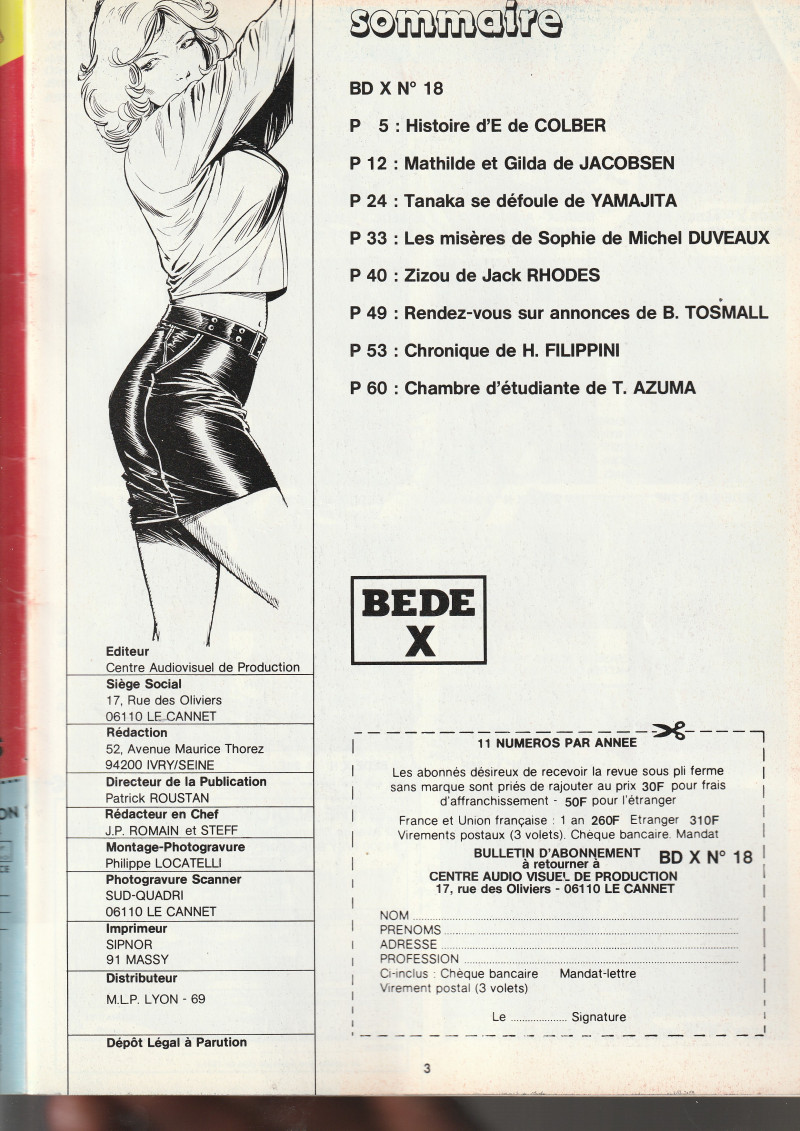 sommaire
BD X N° 18
P 5 : Histoire d'E de COLBER
P 12 : Mathilde et Gilda de JACOBSEN
P 24 : Tanaka se défoule de YAMAJITA
P 33 : Les misères de Sophie de Michel DUVEAUX
P 40 : Zizou de Jack RHODES
P 49 : Rendez-vous sur annonces de B. TOSMALL
P 53 : Chronique de H. FILIPPINI
P 60 : Chambre d'étudiante de T. AZUMA
BEDE
X
Editeur
Centre Audiovisuel de Production
Siège Social
17, Rue des Oliviers
06110 LE CANNET
Rédaction
52, Avenue Maurice Thorez
94200 IVRY/SEINE
Directeur de la Publication
Patrick ROUSTAN
Rédacteur en Chef
J.P. ROMAIN et STEFF
Montage-Photogravure
Philippe LOCATELLI
Photogravure Scanner
SUD-QUADRI
06110 LE CANNET
Imprimeur
SIPNOR
91 MASSY
Distributeur
M.L.P. LYON - 69
Dépôt Légal à Parution
11 NUMEROS PAR ANNEE
Les abonnés désireux de recevoir la revue sous pli ferme
sans marque sont priés de rajouter au prix 30F pour frais
d'affranchissement - 50F pour l'étranger
France et Union française : 1 an 260F Etranger 310F
Virements postaux (3 volets). Chèque bancaire. Mandat
BULLETIN D'ABONNEMENT BD X N° 18
à retourner à
CENTRE AUDIO VISUEL DE PRODUCTION
17, rue des Oliviers - 06110 LE CANNET
NOM
PRENOMS
ADRESSE
PROFESSION
Ci-inclus : Chèque bancaire Mandat-lettre
Virement postal (3 volets)
Le .................... Signature
3